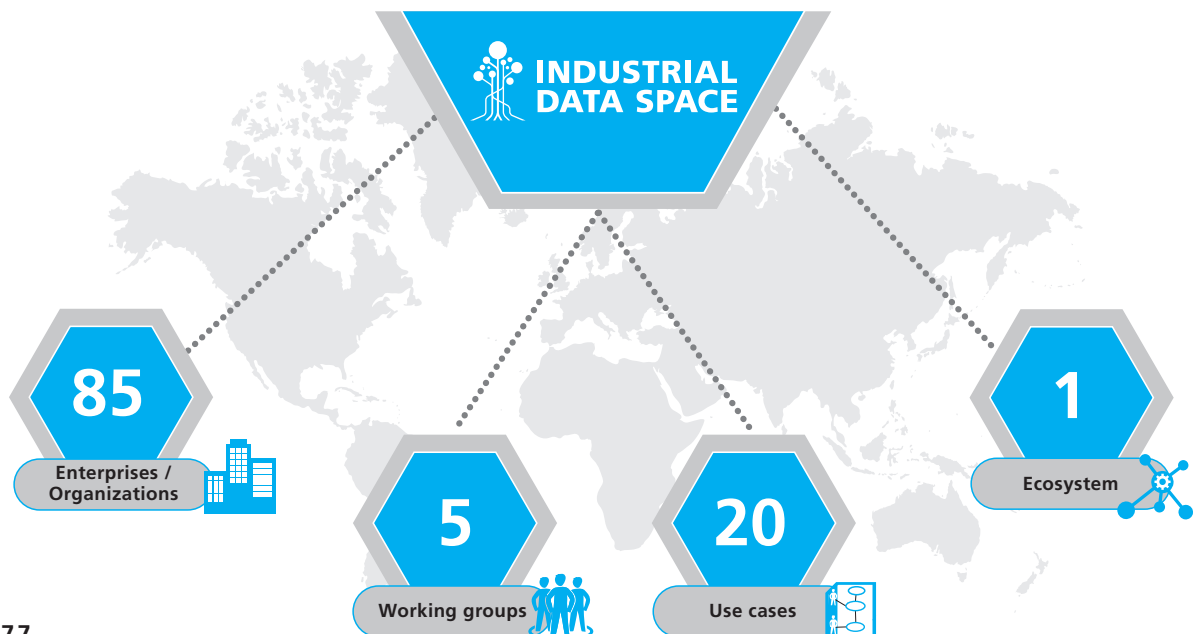 INDUSTRIAL
DATA SPACE
85
Enterprises /
Organizations
5
Working groups
20
Use cases
1
Ecosystem